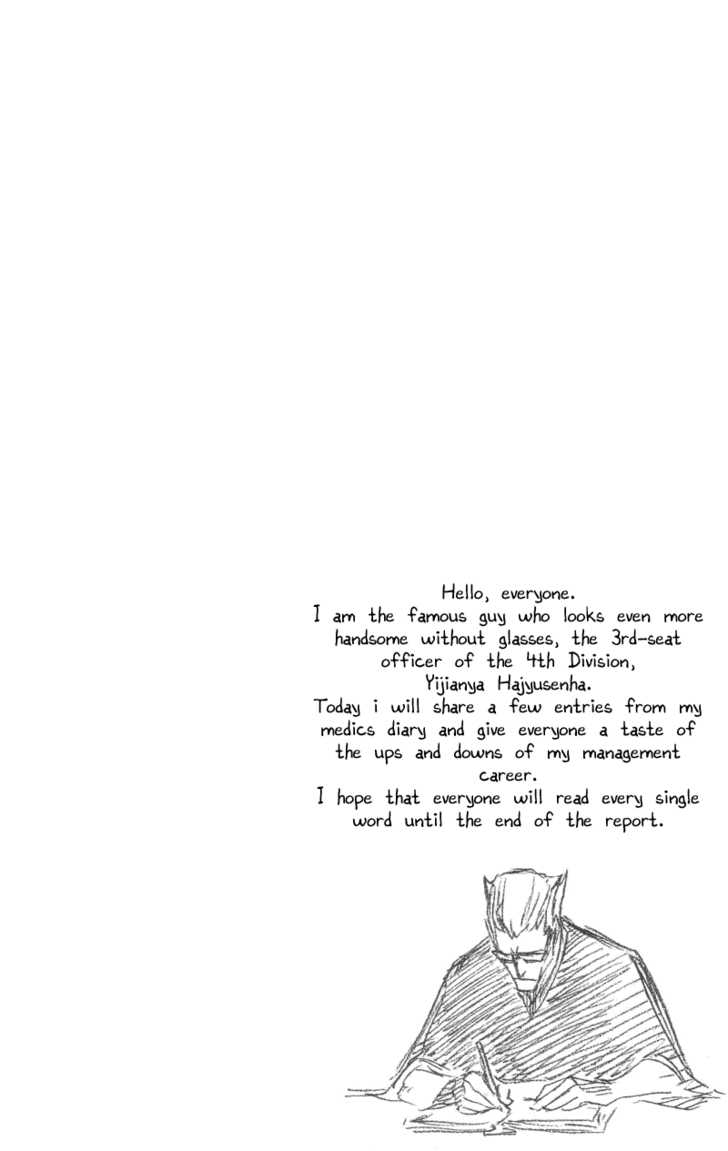 Hello, everyone.
I am the famous guy who looks even more
handsome without glasses, the 3rd-seat
officer of the 4th Division,
Yijianya Hajyusenha.
Today i will share a few entries from my
medics diary and give everyone a taste of
the ups and downs of my management
career.
I hope that everyone will read every single
word until the end of the report.